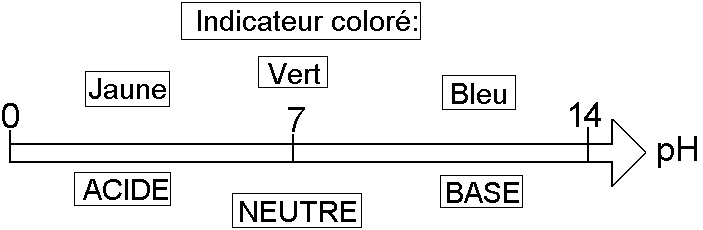 Indicateur coloré:
Jaune Vert Bleu
0 7 14
pH
ACIDE NEUTRE BASE